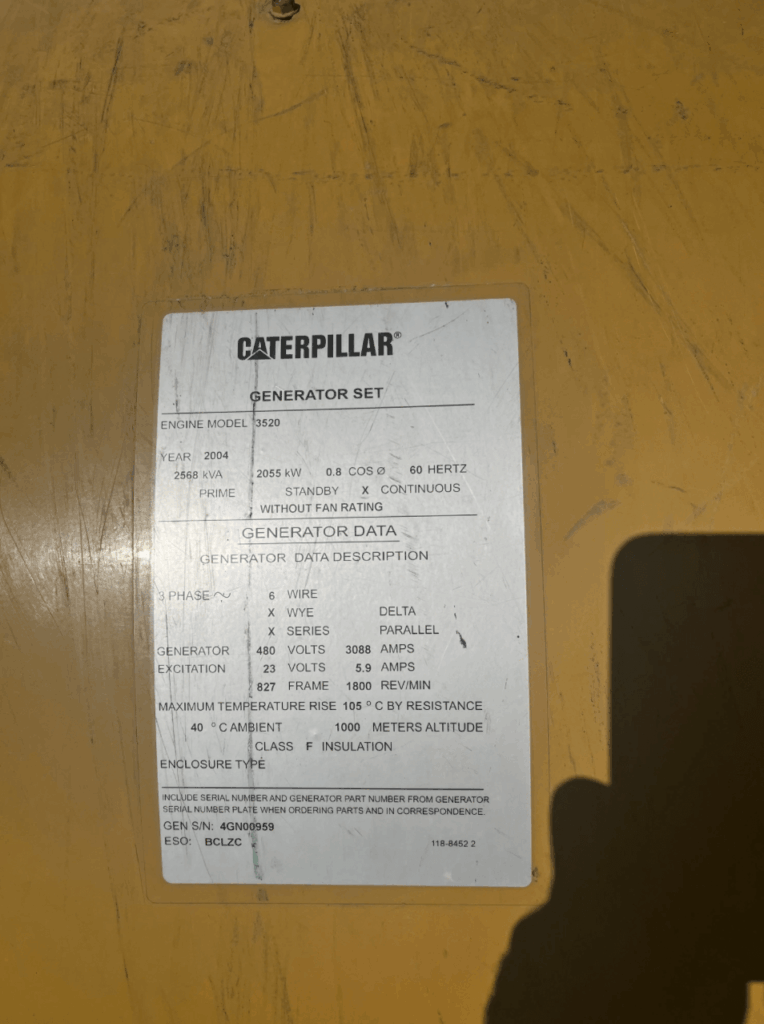 CATERPILLAR®
GENERATOR SET
ENGINE MODEL 3520
YEAR 2004
2568 kVA 2055 kW 0.8 COS Ø 60 HERTZ
PRIME STANDBY X CONTINUOUS
WITHOUT FAN RATING
GENERATOR DATA
GENERATOR DATA DESCRIPTION
3 PHASE ~ 6 WIRE
X WYE DELTA
X SERIES PARALLEL
GENERATOR 480 VOLTS 3088 AMPS
EXCITATION 23 VOLTS 5.9 AMPS
827 FRAME 1800 REV/MIN
MAXIMUM TEMPERATURE RISE 105 ° C BY RESISTANCE
40 ° C AMBIENT 1000 METERS ALTITUDE
CLASS F INSULATION
ENCLOSURE TYPE
INCLUDE SERIAL NUMBER AND GENERATOR PART NUMBER FROM GENERATOR
SERIAL NUMBER PLATE WHEN ORDERING PARTS AND IN CORRESPONDENCE.
GEN S/N: 4GN00959
ESO: BCLZC 118-8452 2